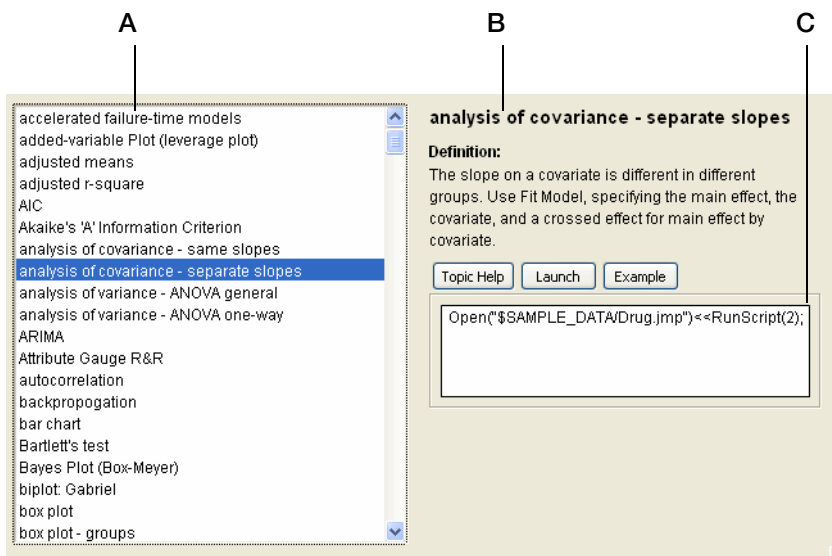 A
B
C
accelerated failure-time models
added-variable Plot (leverage plot)
adjusted means
adjusted r-square
AIC
Akaike's 'A' Information Criterion
analysis of covariance - same slopes
analysis of covariance - separate slopes
analysis of variance - ANOVA general
analysis of variance - ANOVA one-way
ARIMA
Attribute Gauge R&R
autocorrelation
backpropogation
bar chart
Bartlett's test
Bayes Plot (Box-Meyer)
biplot: Gabriel
box plot
box plot - groups
analysis of covariance - separate slopes
Definition:
The slope on a covariate is different in different
groups. Use Fit Model, specifying the main effect, the
covariate, and a crossed effect for main effect by
covariate.
Topic Help
Launch
Example
Open("$SAMPLE_DATA/Drug.jmp")<<RunScript(2);